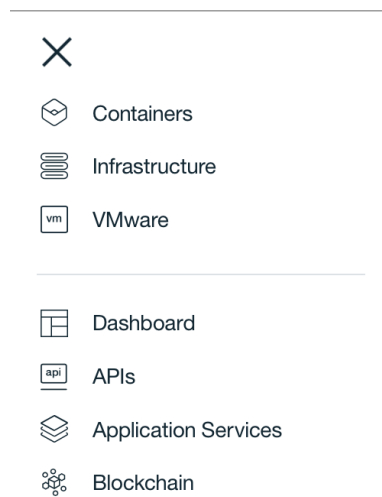 Containers
Infrastructure
vm VMware
Dashboard
api APIs
Application Services
Blockchain